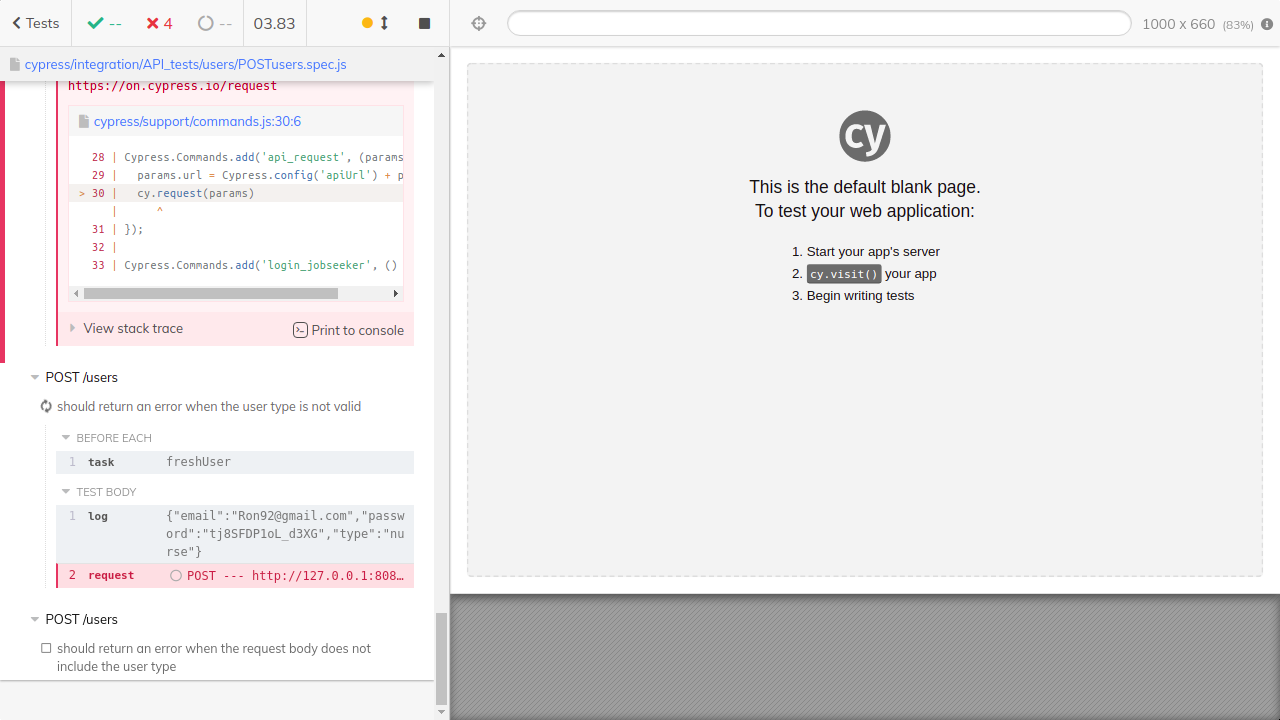 Tests
--
4
--
03.83
1000 x 660 (83%)
cypress/integration/API_tests/users/POSTusers.spec.js
https://on.cypress.io/request
cypress/support/commands.js:30:6
28 | Cypress.Commands.add('api_request', (params
29 |   params.url = Cypress.config('apiUrl') + p
> 30 |   cy.request(params)
|      ^
31 | });
32 |
33 | Cypress.Commands.add('login_jobseeker', ()
View stack trace
Print to console
POST /users
should return an error when the user type is not valid
BEFORE EACH
1 task freshUser
TEST BODY
1 log {"email":"Ron92@gmail.com","passw
ord":"tj8SFDP1oL_d3XG","type":"nu
rse"}
2 request POST --- http://127.0.0.1:808…
POST /users
should return an error when the request body does not
include the user type
cy
This is the default blank page.
To test your web application:
1. Start your app's server
2. cy.visit() your app
3. Begin writing tests